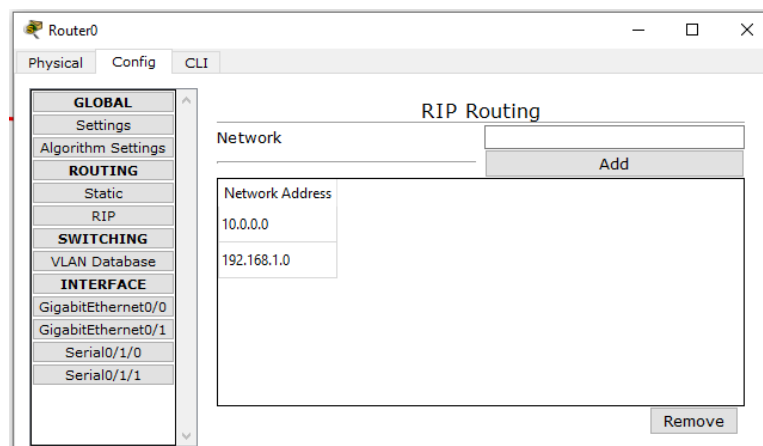 Router0
Physical Config CLI
GLOBAL
Settings
Algorithm Settings
ROUTING
Static
RIP
SWITCHING
VLAN Database
INTERFACE
GigabitEthernet0/0
GigabitEthernet0/1
Serial0/1/0
Serial0/1/1
RIP Routing
Network
Add
Network Address
10.0.0.0
192.168.1.0
Remove